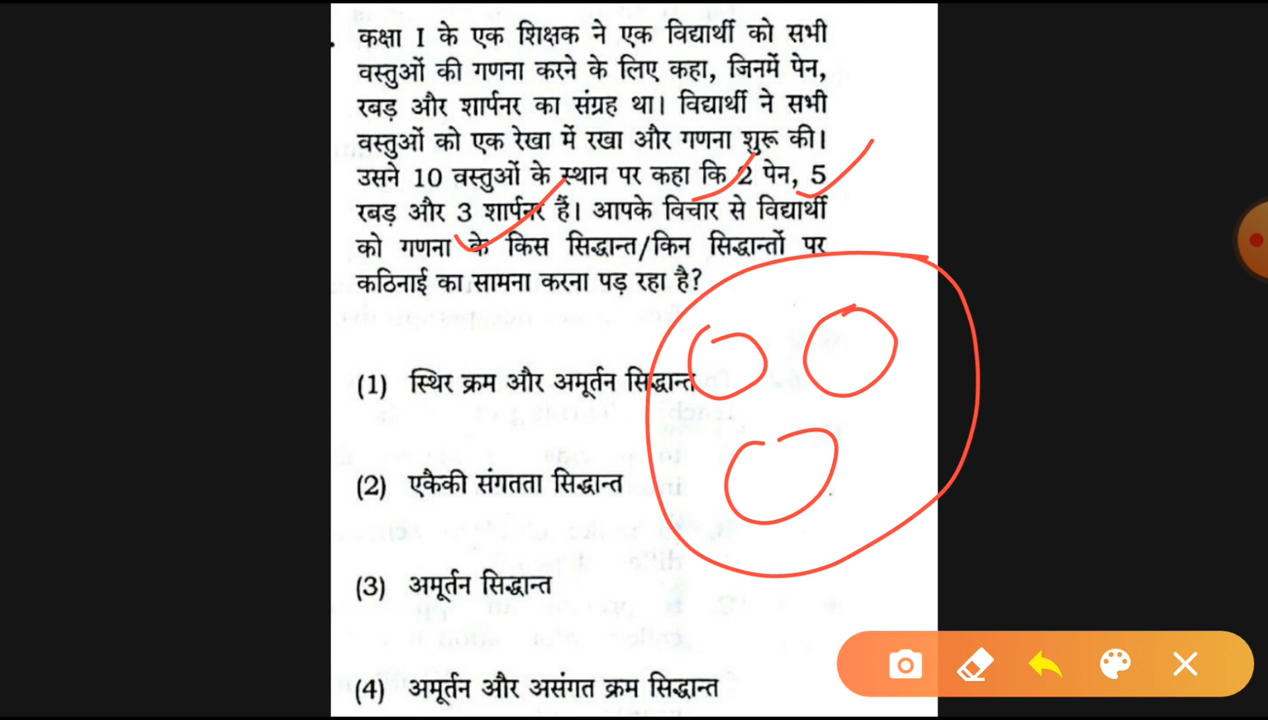 कक्षा I के एक शिक्षक ने एक विद्यार्थी को सभी
वस्तुओं की गणना करने के लिए कहा, जिनमें पेन,
रबड़ और शार्पनर का संग्रह था। विद्यार्थी ने सभी
वस्तुओं को एक रेखा में रखा और गणना शुरू की।
उसने 10 वस्तुओं के स्थान पर कहा कि 2 पेन, 5
रबड़ और 3 शार्पनर हैं। आपके विचार से विद्यार्थी
को गणना के किस सिद्धान्त/किन सिद्धान्तों पर
कठिनाई का सामना करना पड़ रहा है?
(1) स्थिर क्रम और अमूर्तन सिद्धान्त
(2) एकैकी संगतता सिद्धान्त
(3) अमूर्तन सिद्धान्त
(4) अमूर्तन और असंगत क्रम सिद्धान्त